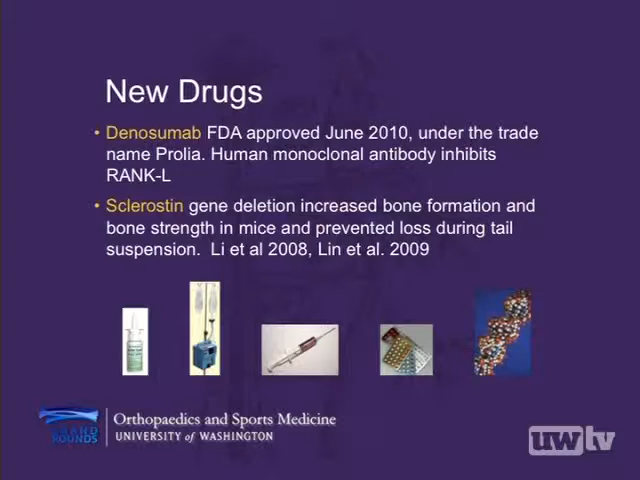 New Drugs
• Denosumab FDA approved June 2010, under the trade
name Prolia. Human monoclonal antibody inhibits
RANK-L
• Sclerostin gene deletion increased bone formation and
bone strength in mice and prevented loss during tail
suspension.  Li et al 2008, Lin et al. 2009
GRAND
ROUNDS
Orthopaedics and Sports Medicine
UNIVERSITY of WASHINGTON
uwtv